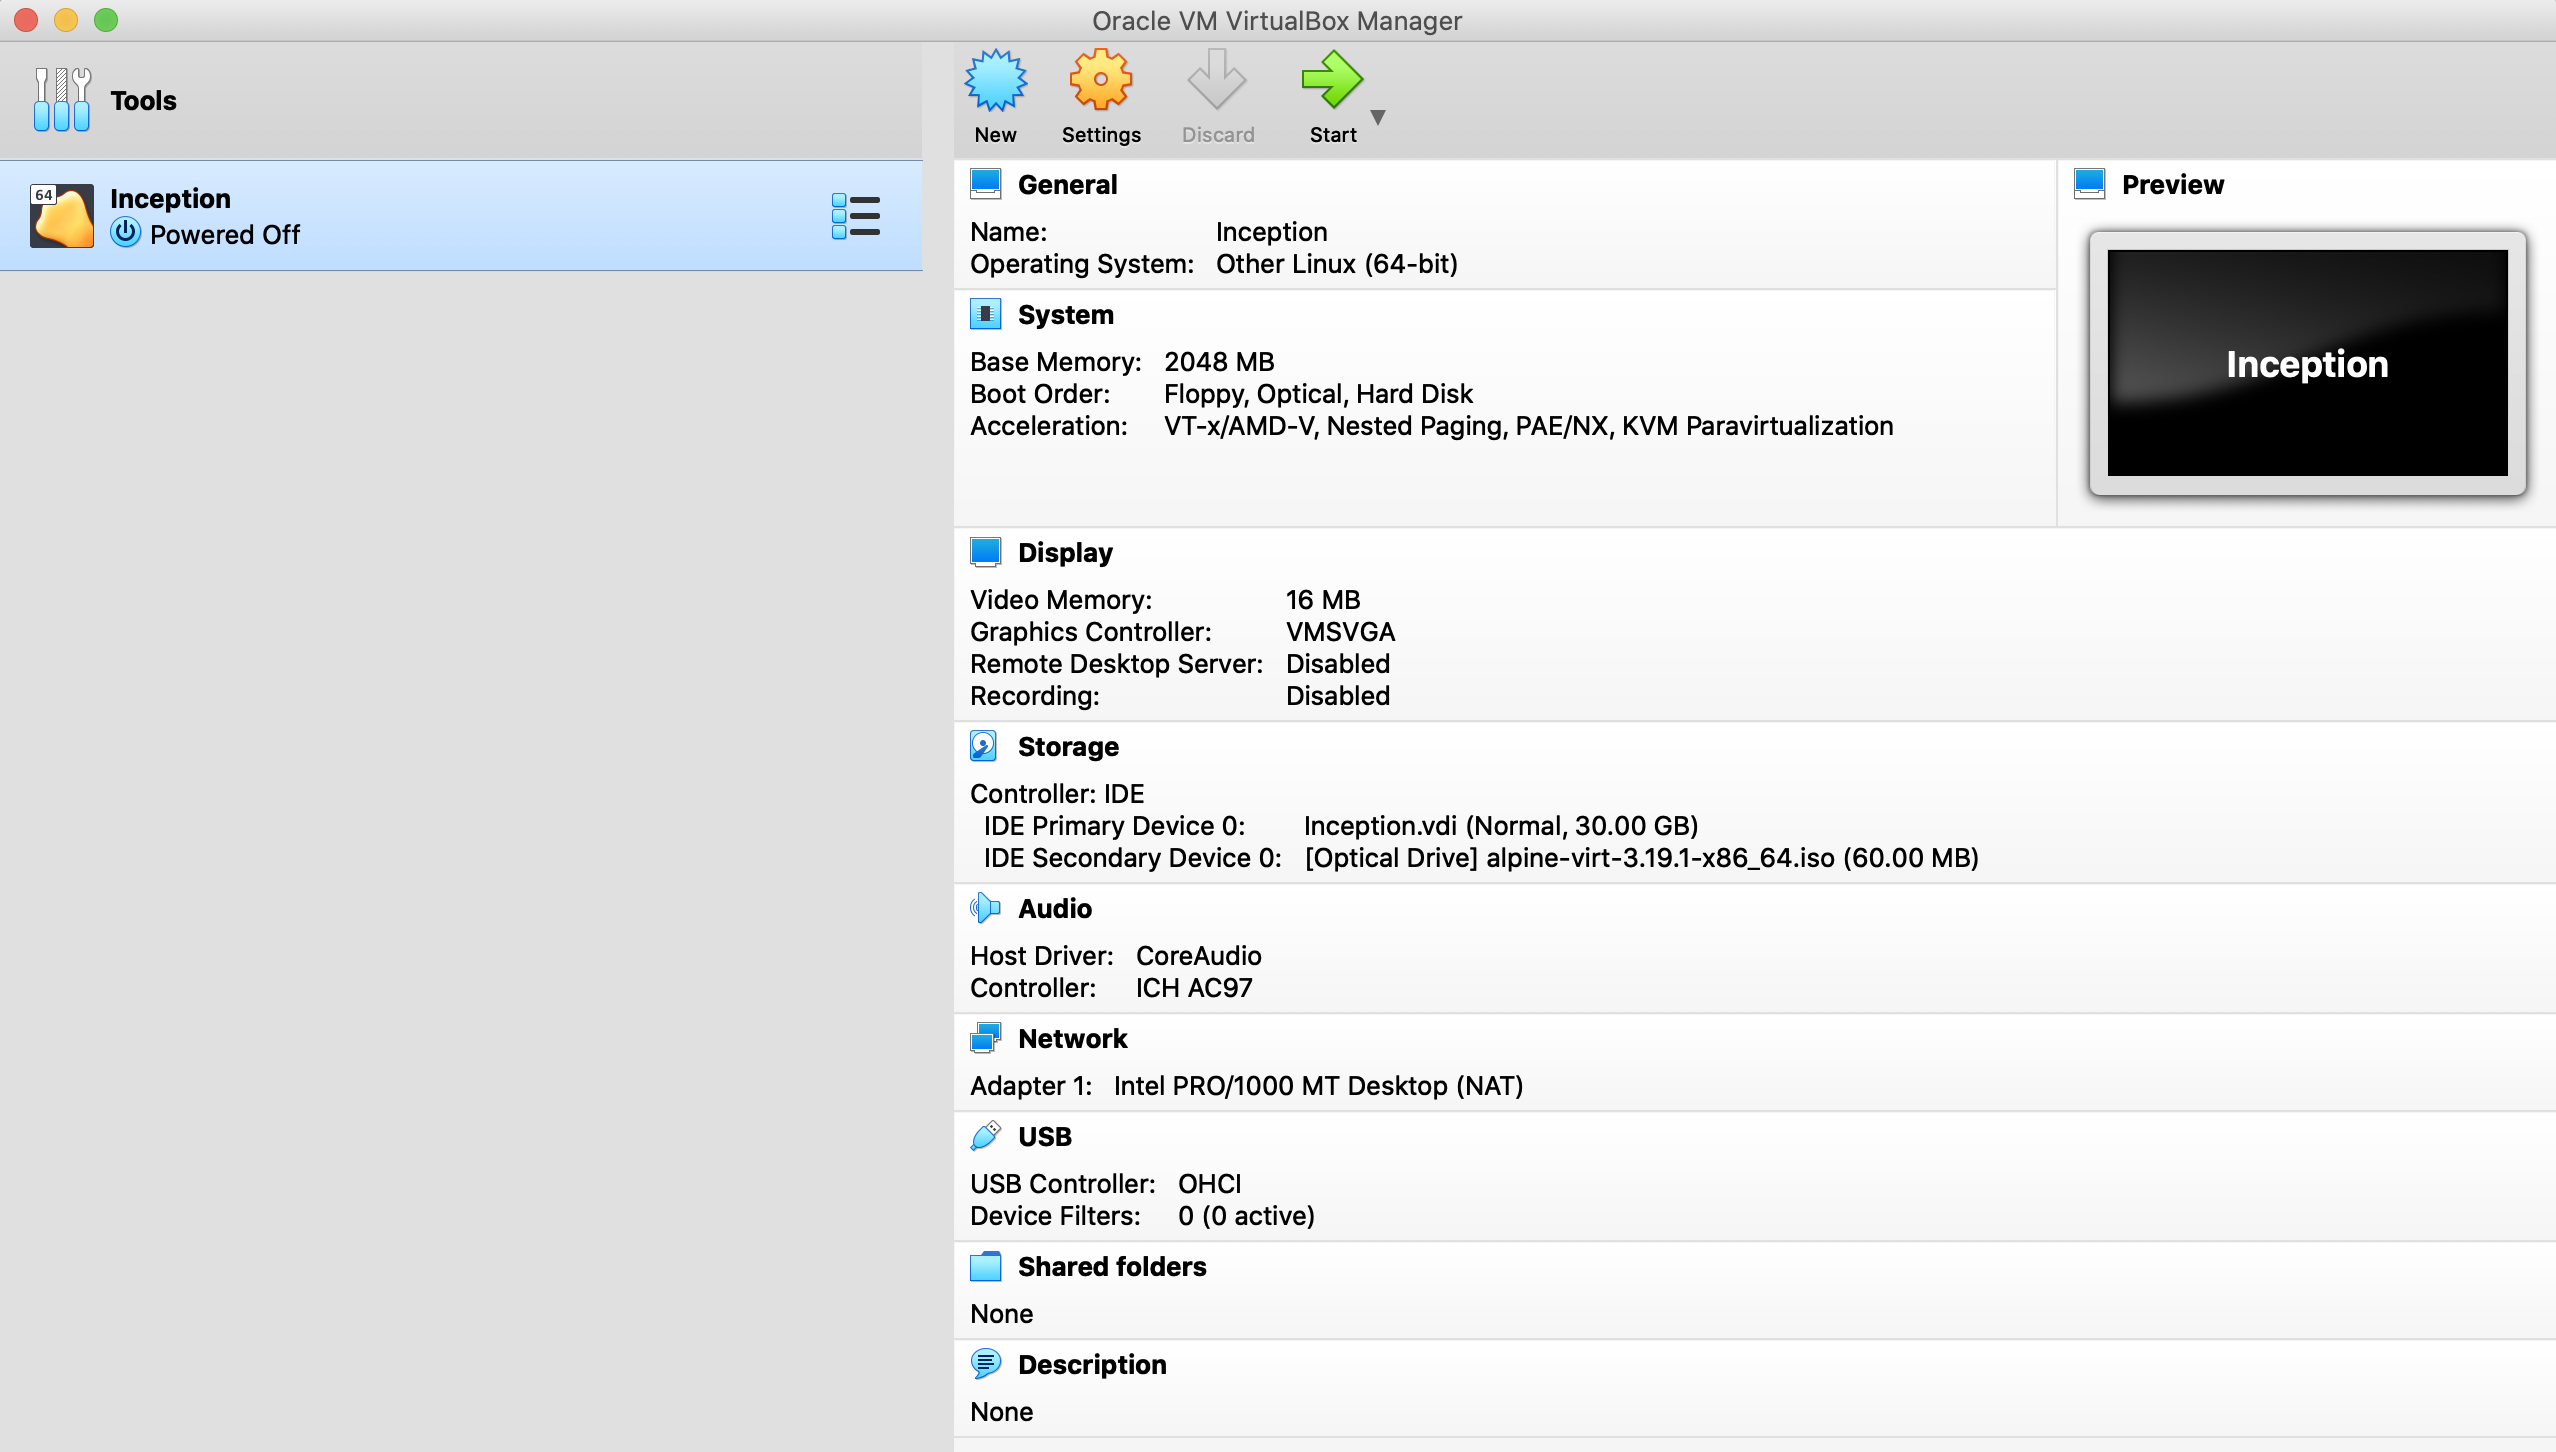 Oracle VM VirtualBox Manager
Tools
New
Settings
Discard
Start
64
Inception
Powered Off
General
Name: Inception
Operating System: Other Linux (64-bit)
Preview
Inception
System
Base Memory: 2048 MB
Boot Order: Floppy, Optical, Hard Disk
Acceleration: VT-x/AMD-V, Nested Paging, PAE/NX, KVM Paravirtualization
Display
Video Memory: 16 MB
Graphics Controller: VMSVGA
Remote Desktop Server: Disabled
Recording: Disabled
Storage
Controller: IDE
IDE Primary Device 0: Inception.vdi (Normal, 30.00 GB)
IDE Secondary Device 0: [Optical Drive] alpine-virt-3.19.1-x86_64.iso (60.00 MB)
Audio
Host Driver: CoreAudio
Controller: ICH AC97
Network
Adapter 1: Intel PRO/1000 MT Desktop (NAT)
USB
USB Controller: OHCI
Device Filters: 0 (0 active)
Shared folders
None
Description
None